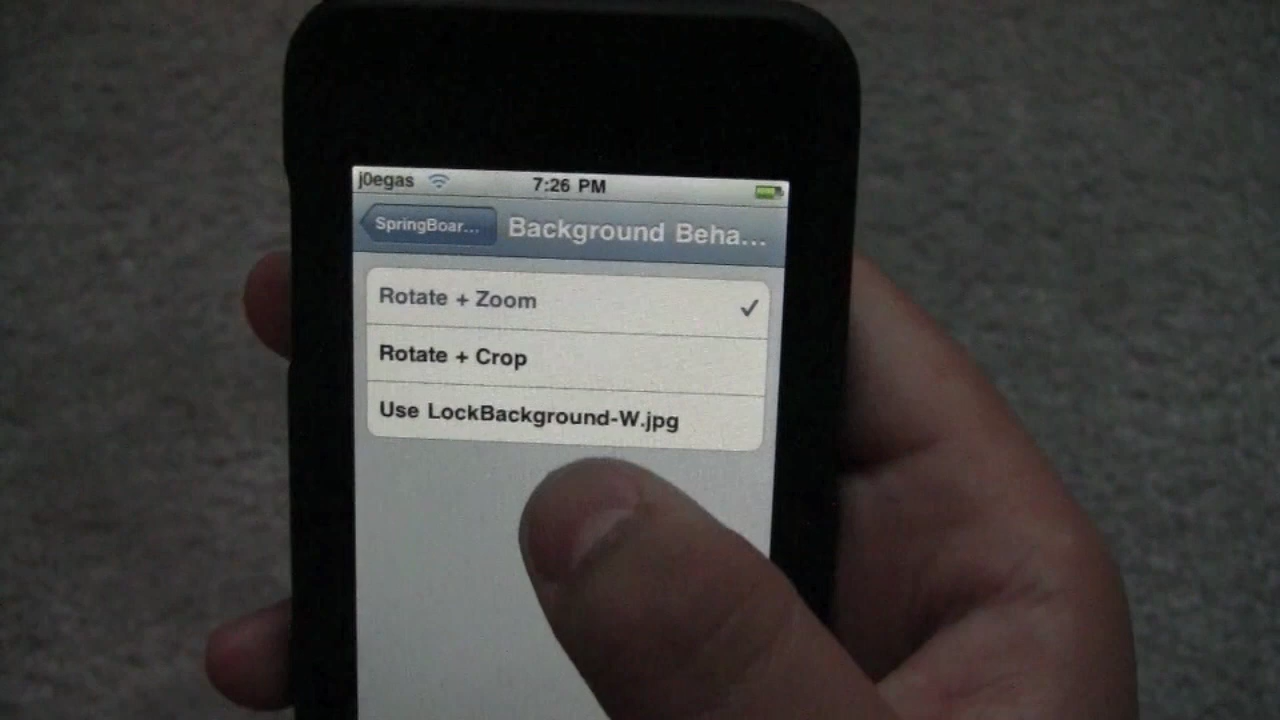 j0egas 7:26 PM
SpringBoar... Background Beha...
Rotate + Zoom
Rotate + Crop
Use LockBackground-W.jpg